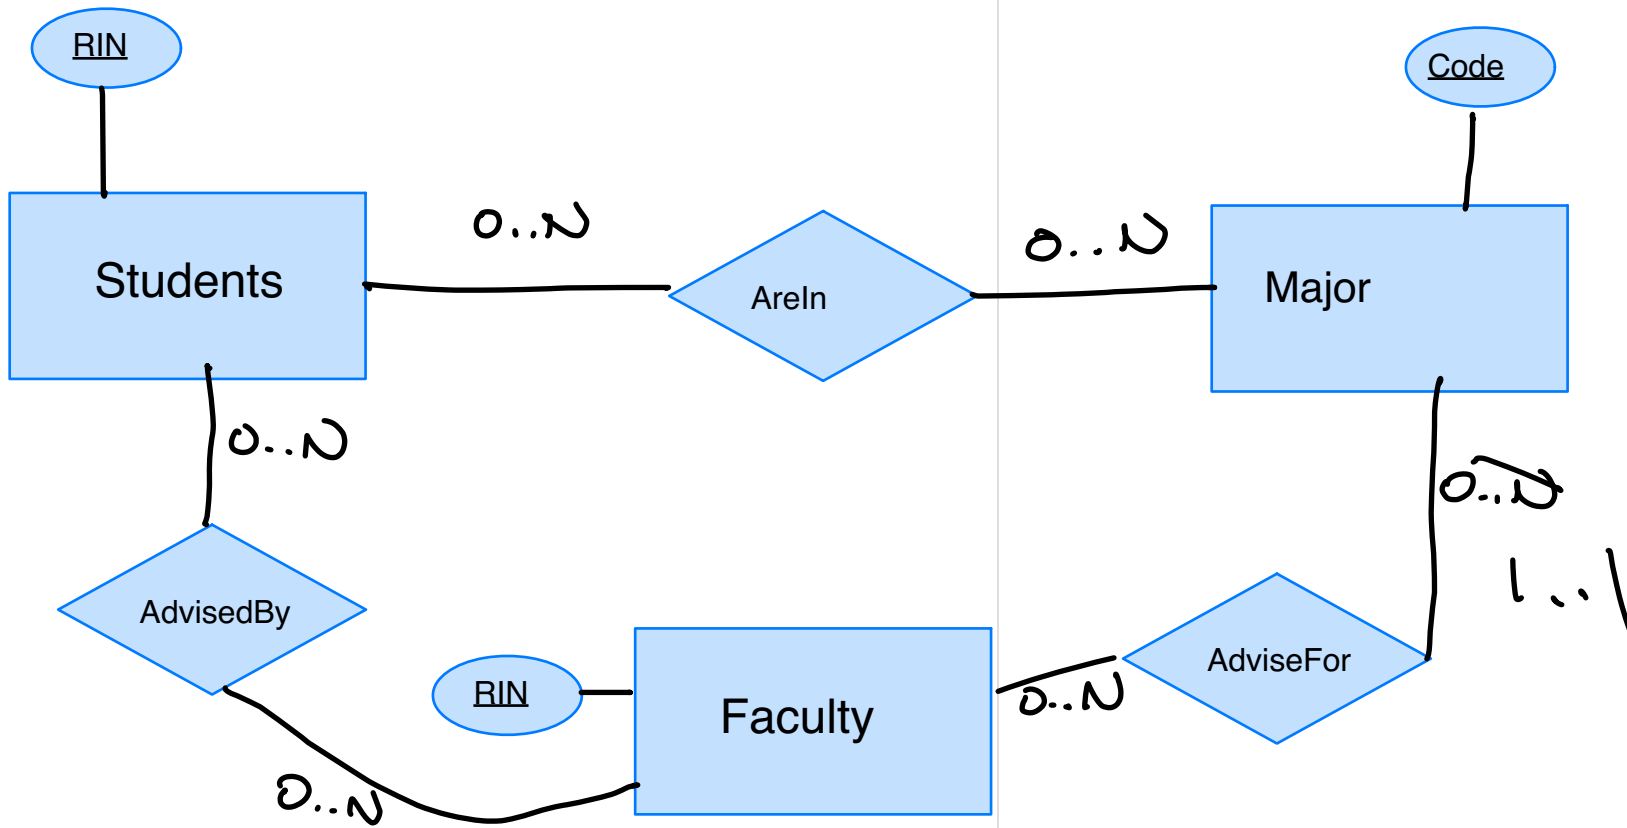 RIN
Code
0..N
0..N
Students
AreIn
Major
0..N
0..N
1..1
AdvisedBy
AdviseFor
RIN
Faculty
0..N
0..N